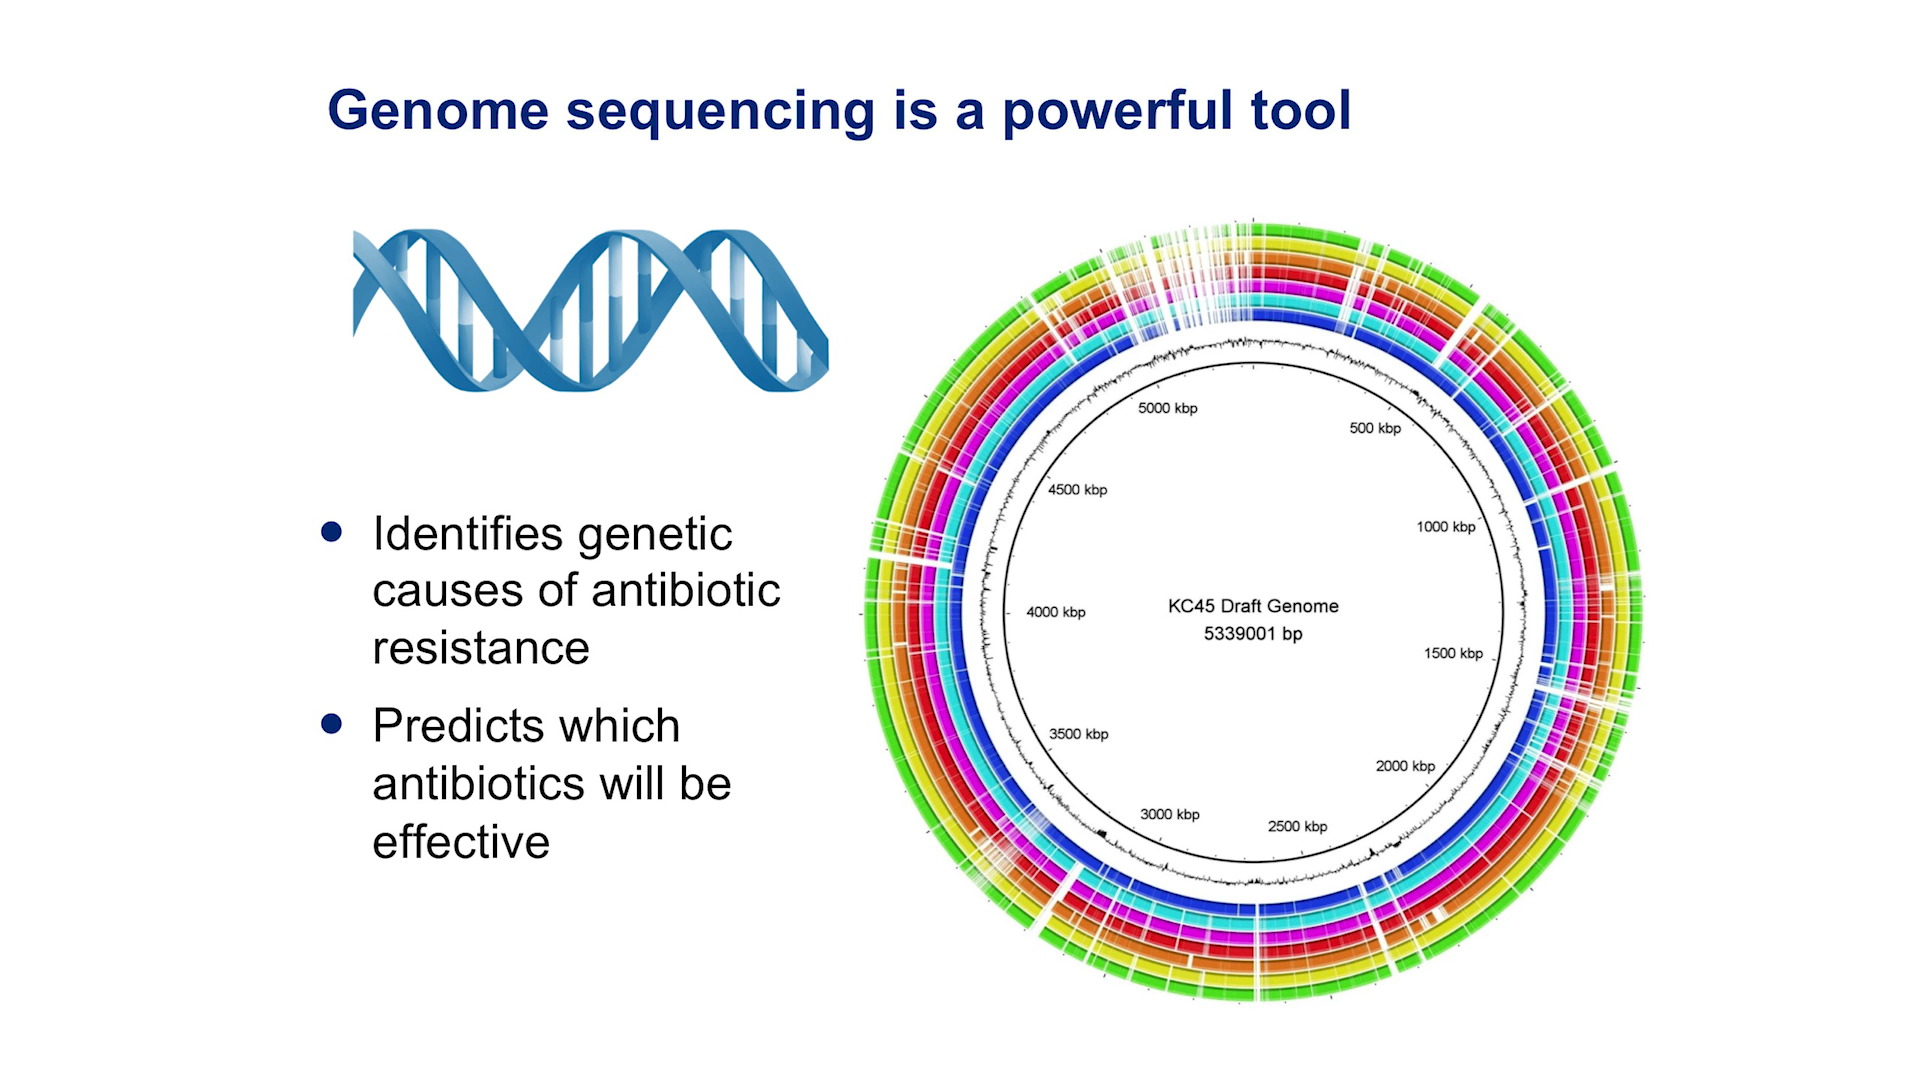 Genome sequencing is a powerful tool
Identifies genetic
causes of antibiotic
resistance
Predicts which
antibiotics will be
effective
5000 kbp
500 kbp
4500 kbp
1000 kbp
4000 kbp
KC45 Draft Genome
5339001 bp
1500 kbp
3500 kbp
2000 kbp
3000 kbp
2500 kbp